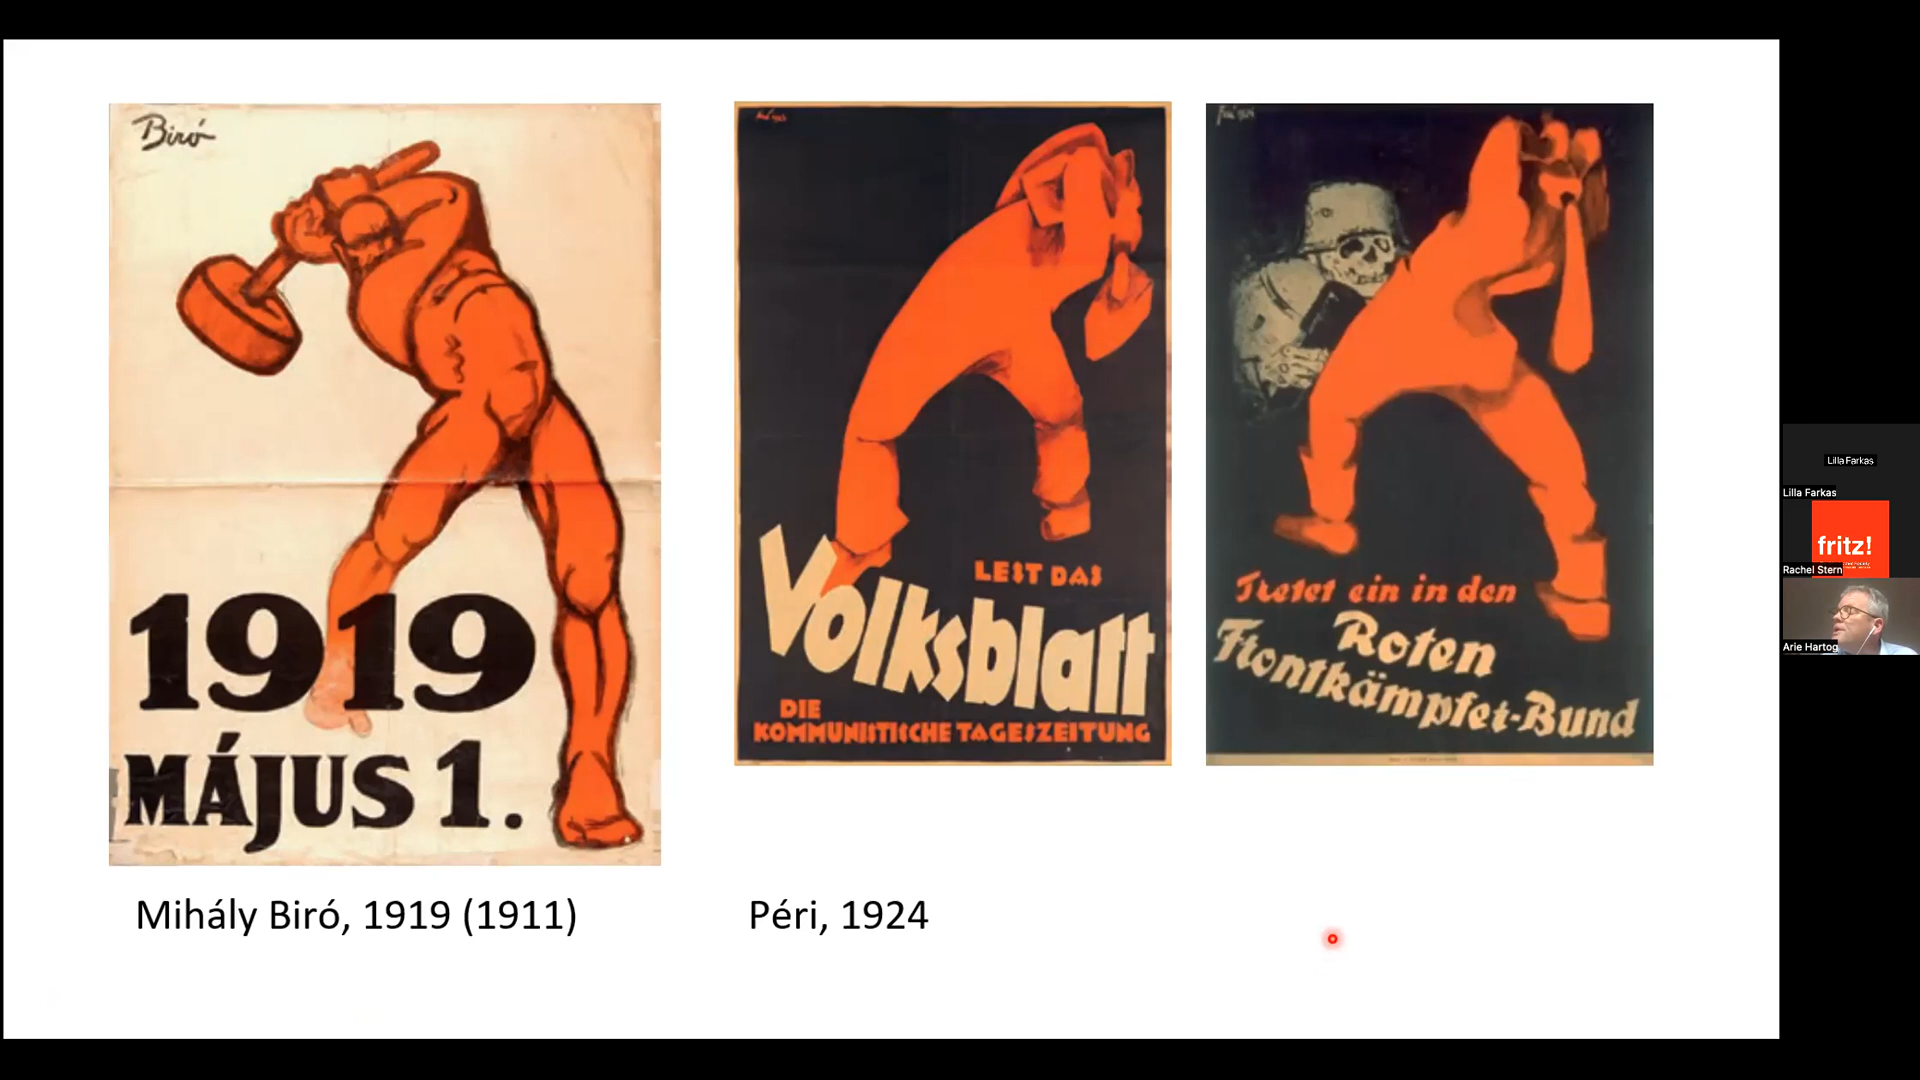 Biró
1919
MÁJUS 1.
LEST DAS
Volksblatt
DIE
KOMMUNISTISCHE TAGESZEITUNG
Tretet ein in den
Roten
Frontkämpfer-Bund
Mihály Biró, 1919 (1911)
Péri, 1924
Lilla Farkas
Lilla Farkas
fritz!
Rachel Stern
Arie Hartog